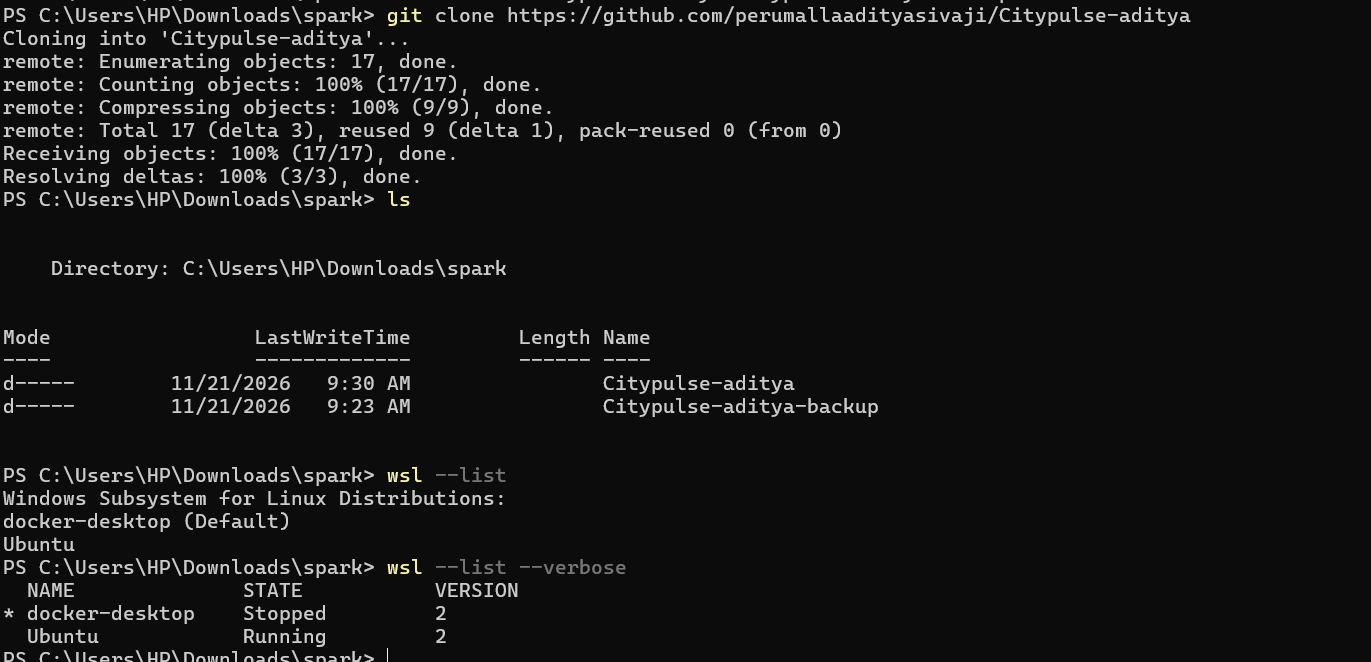 PS C:\Users\HP\Downloads\spark> git clone https://github.com/perumallaadityasivaji/Citypulse-aditya
Cloning into 'Citypulse-aditya'...
remote: Enumerating objects: 17, done.
remote: Counting objects: 100% (17/17), done.
remote: Compressing objects: 100% (9/9), done.
remote: Total 17 (delta 3), reused 9 (delta 1), pack-reused 0 (from 0)
Receiving objects: 100% (17/17), done.
Resolving deltas: 100% (3/3), done.
PS C:\Users\HP\Downloads\spark> ls
    Directory: C:\Users\HP\Downloads\spark
Mode                 LastWriteTime         Length Name
----                 -------------         ------ ----
d-----        11/21/2026   9:30 AM                Citypulse-aditya
d-----        11/21/2026   9:23 AM                Citypulse-aditya-backup
PS C:\Users\HP\Downloads\spark> wsl --list
Windows Subsystem for Linux Distributions:
docker-desktop (Default)
Ubuntu
PS C:\Users\HP\Downloads\spark> wsl --list --verbose
  NAME              STATE           VERSION
* docker-desktop    Stopped         2
  Ubuntu            Running         2
PS C:\Users\HP\Downloads\spark>